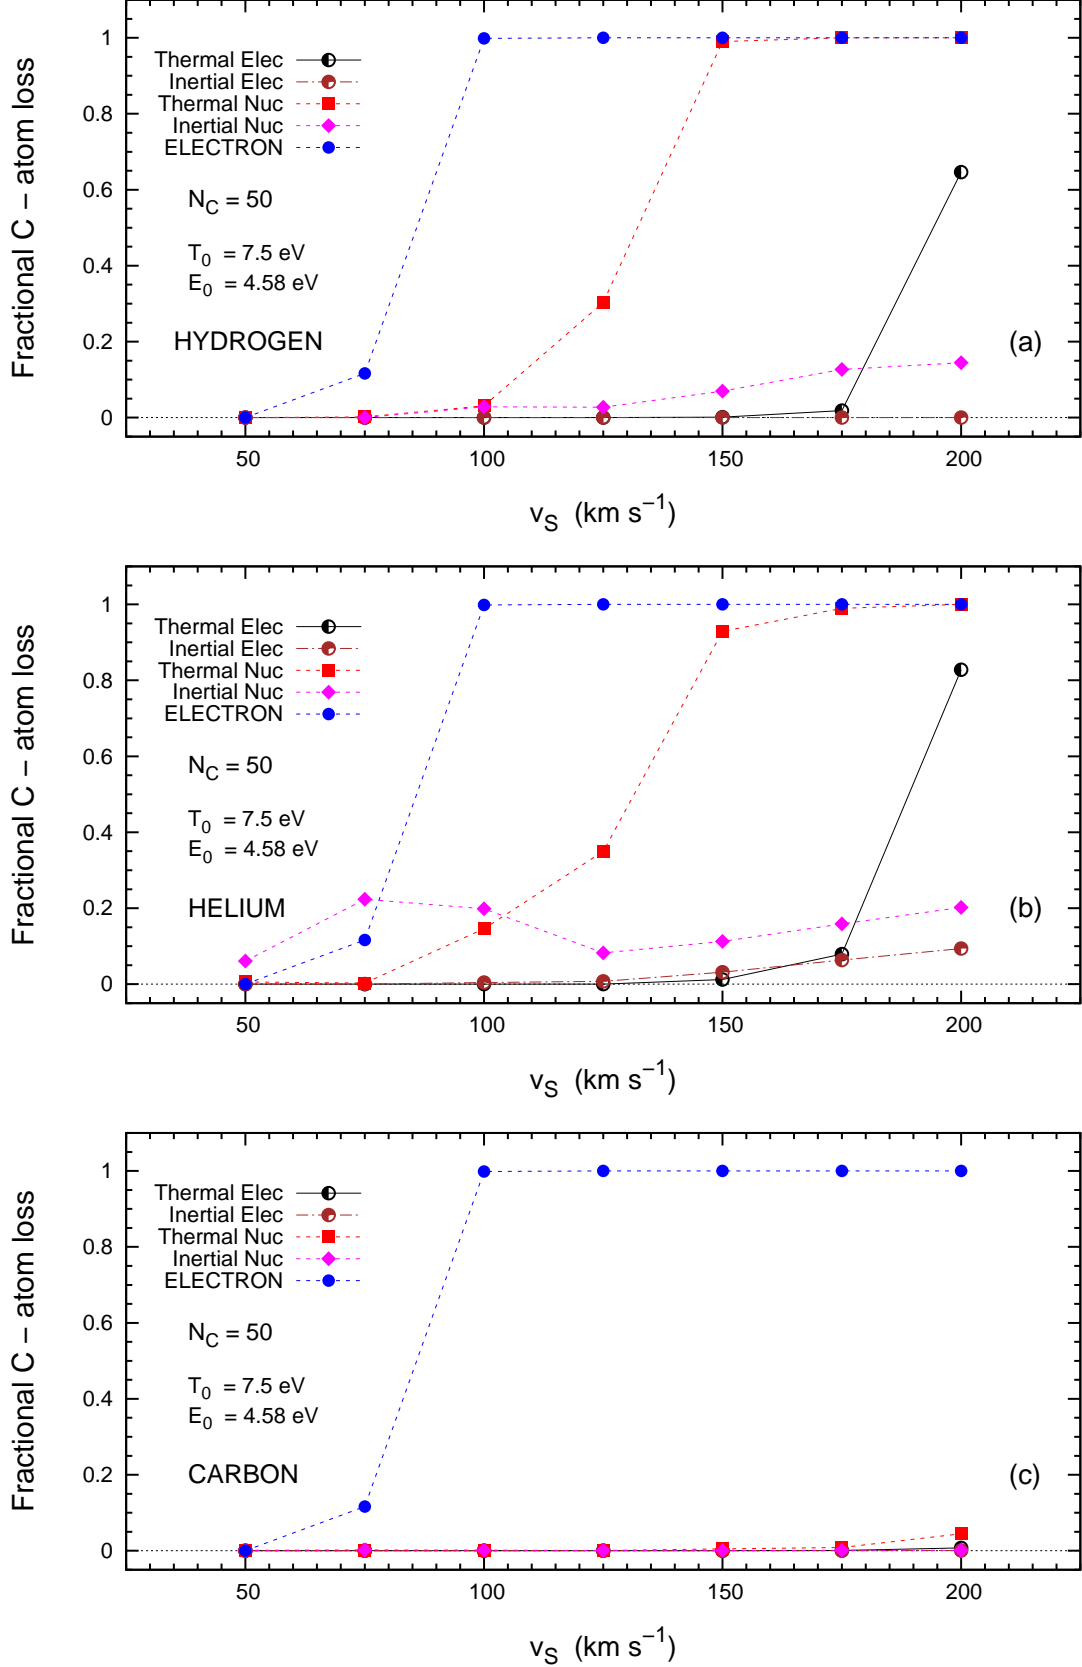 Fractional C – atom loss
1
0.8
0.6
0.4
0.2
0
Thermal Elec
Inertial Elec
Thermal Nuc
Inertial Nuc
ELECTRON
N_C = 50
T_0 = 7.5 eV
E_0 = 4.58 eV
HYDROGEN
(a)
50 100 150 200
v_S (km s⁻¹)
Fractional C – atom loss
1
0.8
0.6
0.4
0.2
0
Thermal Elec
Inertial Elec
Thermal Nuc
Inertial Nuc
ELECTRON
N_C = 50
T_0 = 7.5 eV
E_0 = 4.58 eV
HELIUM
(b)
50 100 150 200
v_S (km s⁻¹)
Fractional C – atom loss
1
0.8
0.6
0.4
0.2
0
Thermal Elec
Inertial Elec
Thermal Nuc
Inertial Nuc
ELECTRON
N_C = 50
T_0 = 7.5 eV
E_0 = 4.58 eV
CARBON
(c)
50 100 150 200
v_S (km s⁻¹)